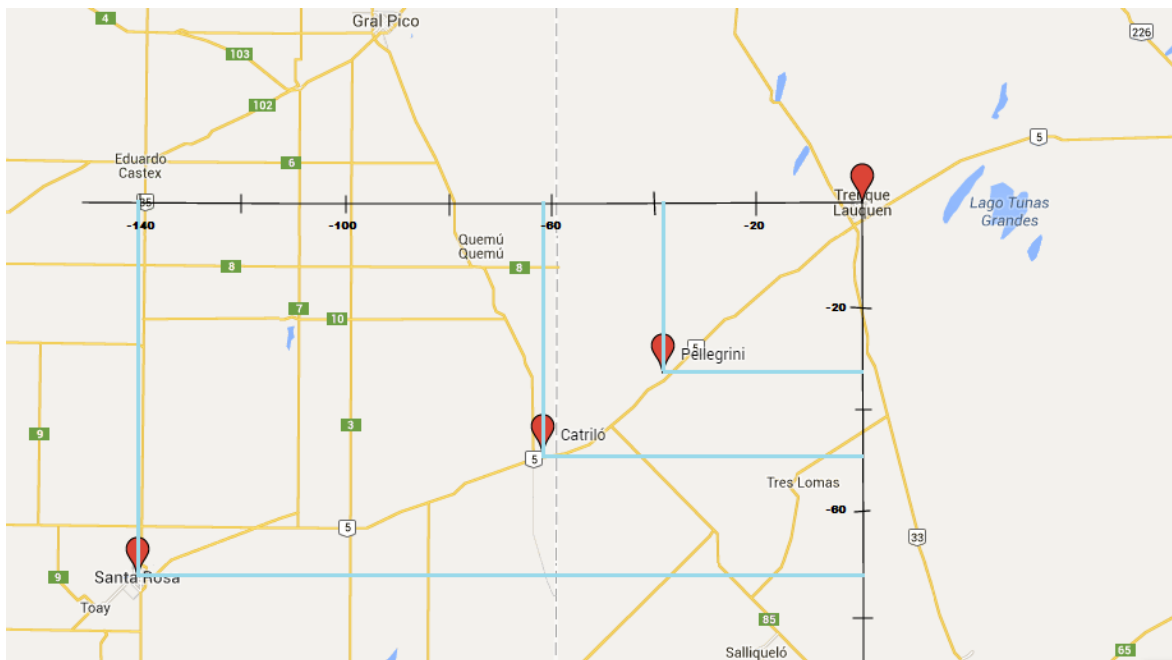 4
Gral Pico
226
103
102
5
Eduardo
Castex
6
35
Trenque
Lauquen
Lago Tunas
Grandes
-140
-100
-60
-20
Quemú
Quemú
8
8
7
10
-20
5
Pellegrini
3
9
Catriló
5
Tres Lomas
-60
5
33
9
Santa Rosa
Toay
85
Salliqueló
65